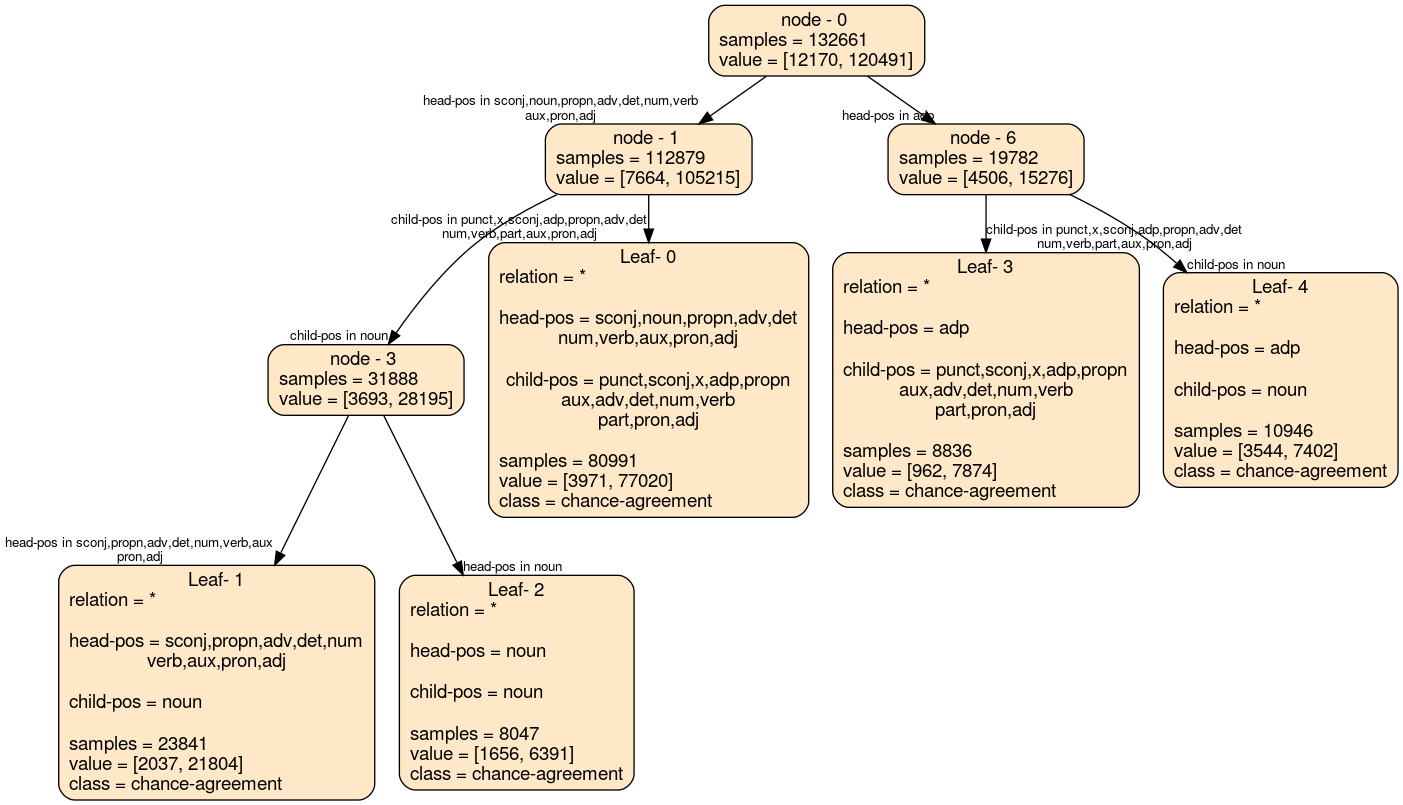 node - 0
samples = 132661
value = [12170, 120491]
head-pos in sconj,noun,propn,adv,det,num,verb
aux,pron,adj
head-pos in adp
node - 1
samples = 112879
value = [7664, 105215]
node - 6
samples = 19782
value = [4506, 15276]
child-pos in punct,x,sconj,adp,propn,adv,det
num,verb,part,aux,pron,adj
child-pos in punct,x,sconj,adp,propn,adv,det
num,verb,part,aux,pron,adj
child-pos in noun
child-pos in noun
node - 3
samples = 31888
value = [3693, 28195]
Leaf- 0
relation = *
head-pos = sconj,noun,propn,adv,det
num,verb,aux,pron,adj
child-pos = punct,sconj,x,adp,propn
aux,adv,det,num,verb
part,pron,adj
samples = 80991
value = [3971, 77020]
class = chance-agreement
Leaf- 3
relation = *
head-pos = adp
child-pos = punct,sconj,x,adp,propn
aux,adv,det,num,verb
part,pron,adj
samples = 8836
value = [962, 7874]
class = chance-agreement
Leaf- 4
relation = *
head-pos = adp
child-pos = noun
samples = 10946
value = [3544, 7402]
class = chance-agreement
head-pos in sconj,propn,adv,det,num,verb,aux
pron,adj
head-pos in noun
Leaf- 1
relation = *
head-pos = sconj,propn,adv,det,num
verb,aux,pron,adj
child-pos = noun
samples = 23841
value = [2037, 21804]
class = chance-agreement
Leaf- 2
relation = *
head-pos = noun
child-pos = noun
samples = 8047
value = [1656, 6391]
class = chance-agreement